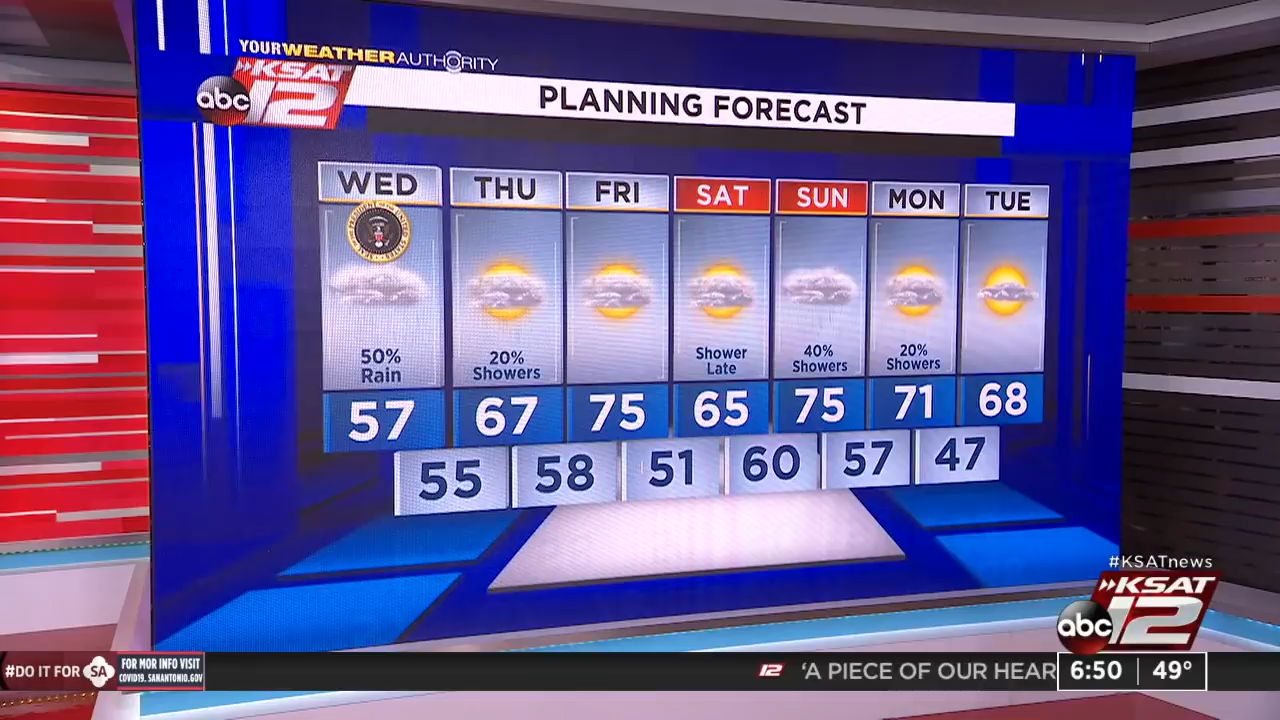 YOUR WEATHER AUTHORITY
abc KSAT 12
PLANNING FORECAST
WED THU FRI SAT SUN MON TUE
50% Rain
20% Showers
Shower Late
40% Showers
20% Showers
57 67 75 65 75 71 68
55 58 51 60 57 47
#KSATnews
abc KSAT 12
#DO IT FOR SA
FOR MOR INFO VISIT
COVID19.SANANTONIO.GOV
12 'A PIECE OF OUR HEAR
6:50 49°